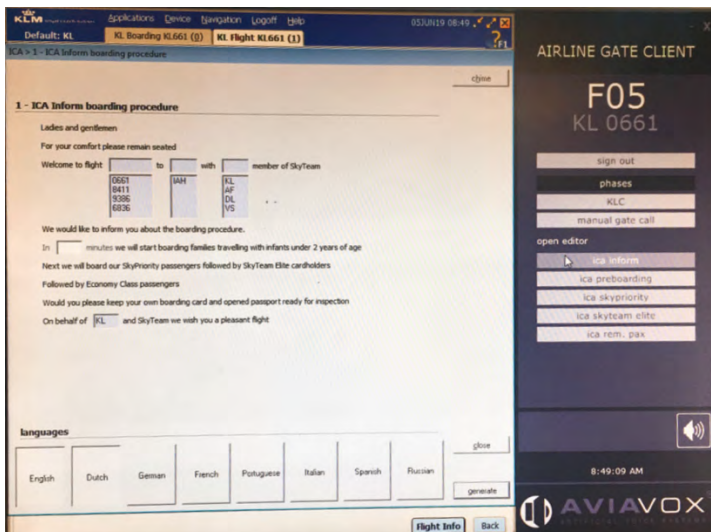 KLM
Applications Device Navigation Logoff Help
05JUN19 08:49
Default: KL
KL Boarding KL661 (0)
KL Flight KL661 (1)
?F1
ICA > 1 - ICA Inform boarding procedure
chime
1 - ICA Inform boarding procedure
Ladies and gentlemen
For your comfort please remain seated
Welcome to flight to with member of SkyTeam
0661 IAH KL
8411 AF
9386 DL
6836 VS
We would like to inform you about the boarding procedure.
In minutes we will start boarding families travelling with infants under 2 years of age
Next we will board our SkyPriority passengers followed by SkyTeam Elite cardholders
Followed by Economy Class passengers
Would you please keep your own boarding card and opened passport ready for inspection
On behalf of KL and SkyTeam we wish you a pleasant flight
languages
English Dutch German French Portuguese Italian Spanish Russian
close
generate
Flight Info Back
X
AIRLINE GATE CLIENT
F05
KL 0661
sign out
phases
KLC
manual gate call
open editor
ica inform
ica preboarding
ica skypriority
ica skyteam elite
ica rem. pax
8:49:09 AM
AVIAVOX